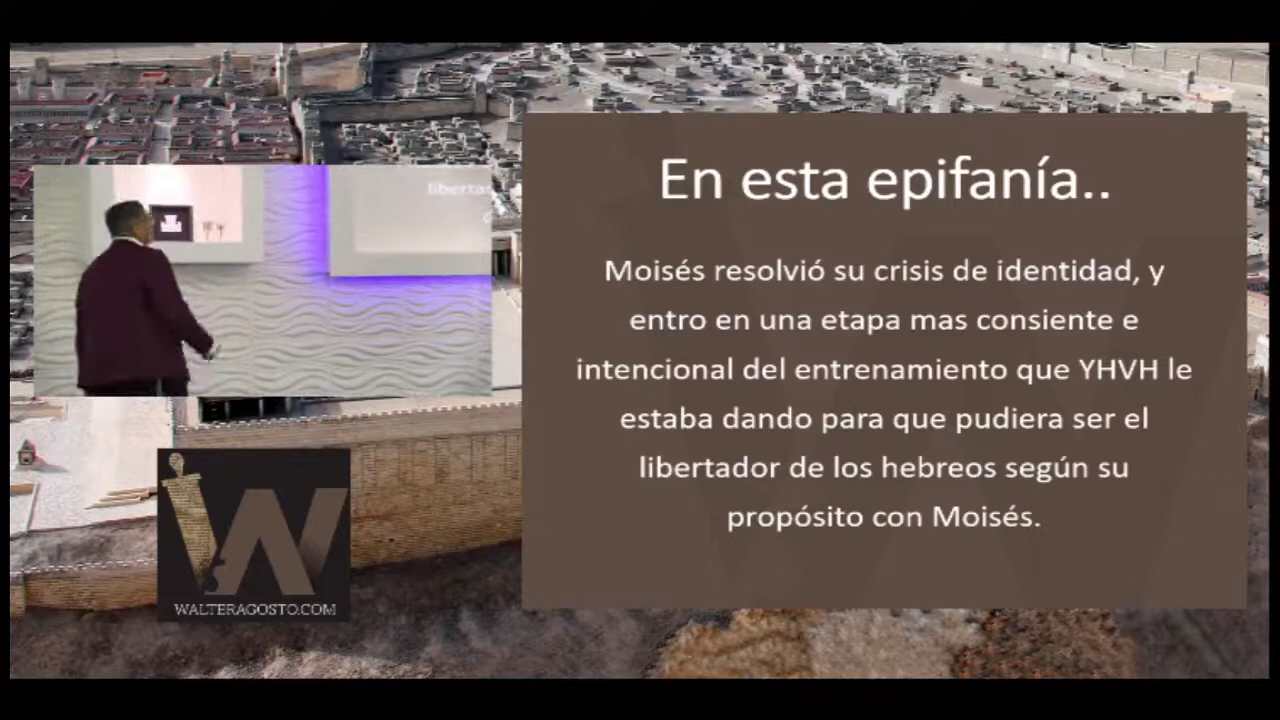 En esta epifanía..
Moisés resolvió su crisis de identidad, y
entro en una etapa mas consiente e
intencional del entrenamiento que YHVH le
estaba dando para que pudiera ser el
libertador de los hebreos según su
propósito con Moisés.
W
WALTERAGOSTO.COM